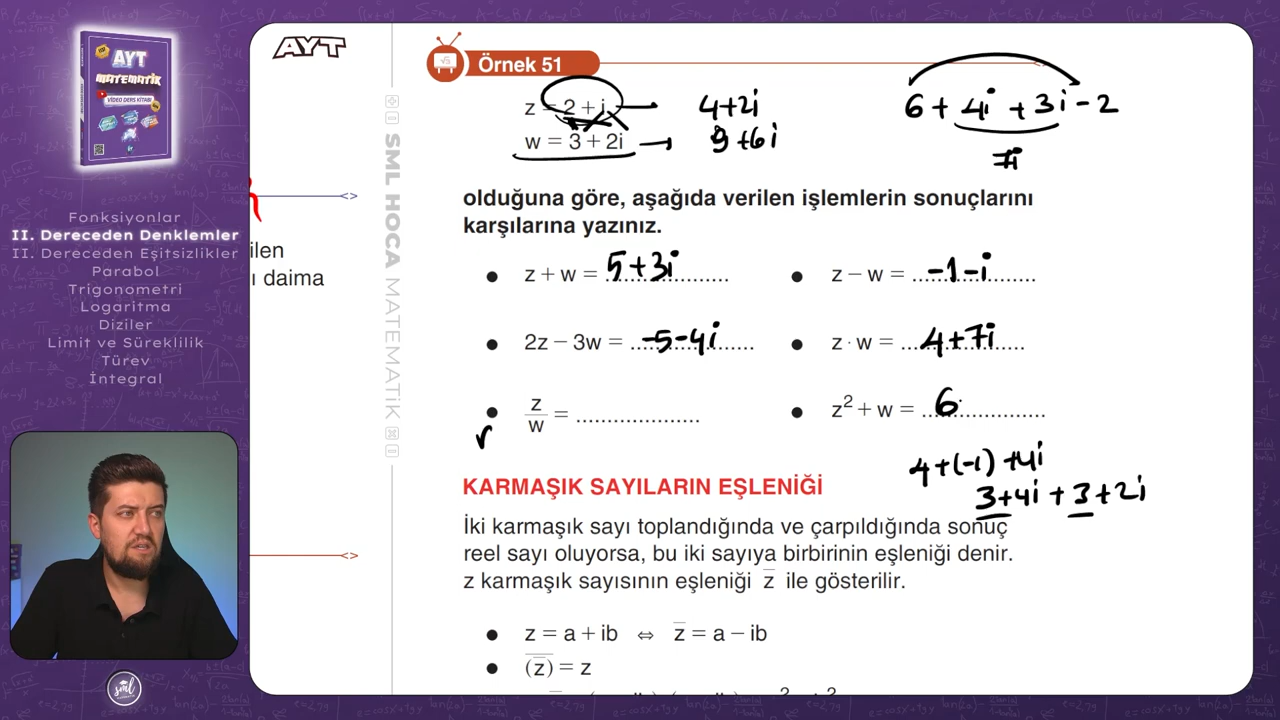 AYT
MATEMATİK
VİDEO DERS KİTABI
Fonksiyonlar
II. Dereceden Denklemler
II. Dereceden Eşitsizlikler
Parabol
Trigonometri
Logaritma
Diziler
Limit ve Süreklilik
Türev
İntegral
sml
AYT
ilen
ı daima
SML HOCA MATEMATİK
Örnek 51
z = 2 + i → 4+2i
w = 3 + 2i → 9+6i
6 + 4i + 3i - 2
7i
olduğuna göre, aşağıda verilen işlemlerin sonuçlarını
karşılarına yazınız.
• z + w = 5+3i
• z − w = -1-i
• 2z − 3w = -5-4i
• z · w = 4+7i
• z/w = ....................
• z² + w = 6
4+(-1)+4i
3+4i+3+2i
KARMAŞIK SAYILARIN EŞLENİĞİ
İki karmaşık sayı toplandığında ve çarpıldığında sonuç
reel sayı oluyorsa, bu iki sayıya birbirinin eşleniği denir.
z karmaşık sayısının eşleniği z̅ ile gösterilir.
• z = a + ib ⇔ z̅ = a − ib
• (z̅)̅ = z